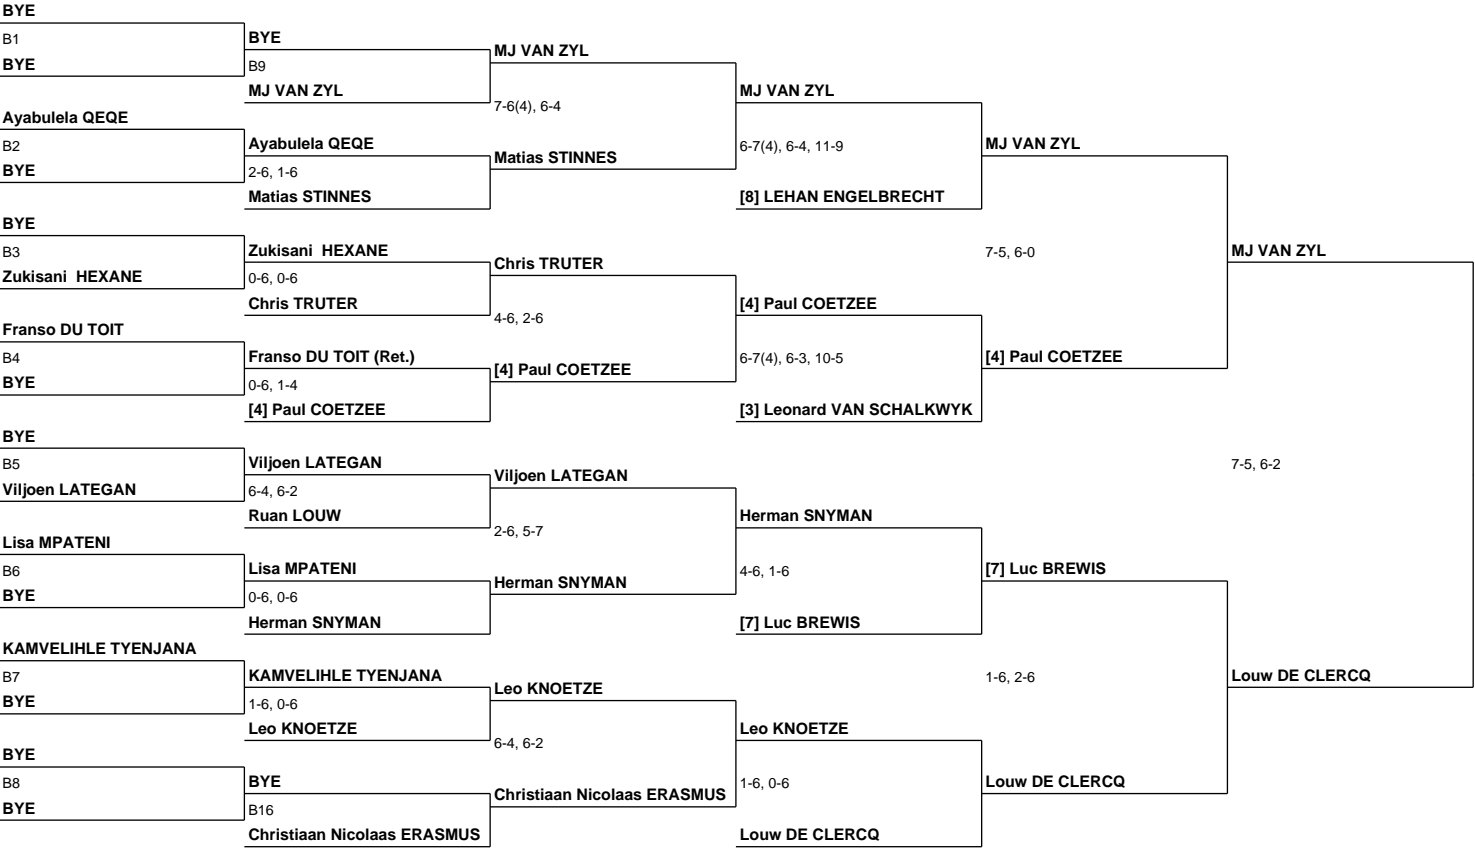 BYE
B1
BYE
Ayabulela QEQE
B2
BYE
BYE
B3
Zukisani  HEXANE
Franso DU TOIT
B4
BYE
BYE
B5
Viljoen LATEGAN
Lisa MPATENI
B6
BYE
KAMVELIHLE TYENJANA
B7
BYE
BYE
B8
BYE
BYE
B9
MJ VAN ZYL
Ayabulela QEQE
2-6, 1-6
Matias STINNES
Zukisani  HEXANE
0-6, 0-6
Chris TRUTER
Franso DU TOIT (Ret.)
0-6, 1-4
[4] Paul COETZEE
Viljoen LATEGAN
6-4, 6-2
Ruan LOUW
Lisa MPATENI
0-6, 0-6
Herman SNYMAN
KAMVELIHLE TYENJANA
1-6, 0-6
Leo KNOETZE
BYE
B16
Christiaan Nicolaas ERASMUS
MJ VAN ZYL
7-6(4), 6-4
Matias STINNES
Chris TRUTER
4-6, 2-6
[4] Paul COETZEE
Viljoen LATEGAN
2-6, 5-7
Herman SNYMAN
Leo KNOETZE
6-4, 6-2
Christiaan Nicolaas ERASMUS
MJ VAN ZYL
6-7(4), 6-4, 11-9
[8] LEHAN ENGELBRECHT
[4] Paul COETZEE
6-7(4), 6-3, 10-5
[3] Leonard VAN SCHALKWYK
Herman SNYMAN
4-6, 1-6
[7] Luc BREWIS
Leo KNOETZE
1-6, 0-6
Louw DE CLERCQ
MJ VAN ZYL
7-5, 6-0
[4] Paul COETZEE
[7] Luc BREWIS
1-6, 2-6
Louw DE CLERCQ
MJ VAN ZYL
7-5, 6-2
Louw DE CLERCQ